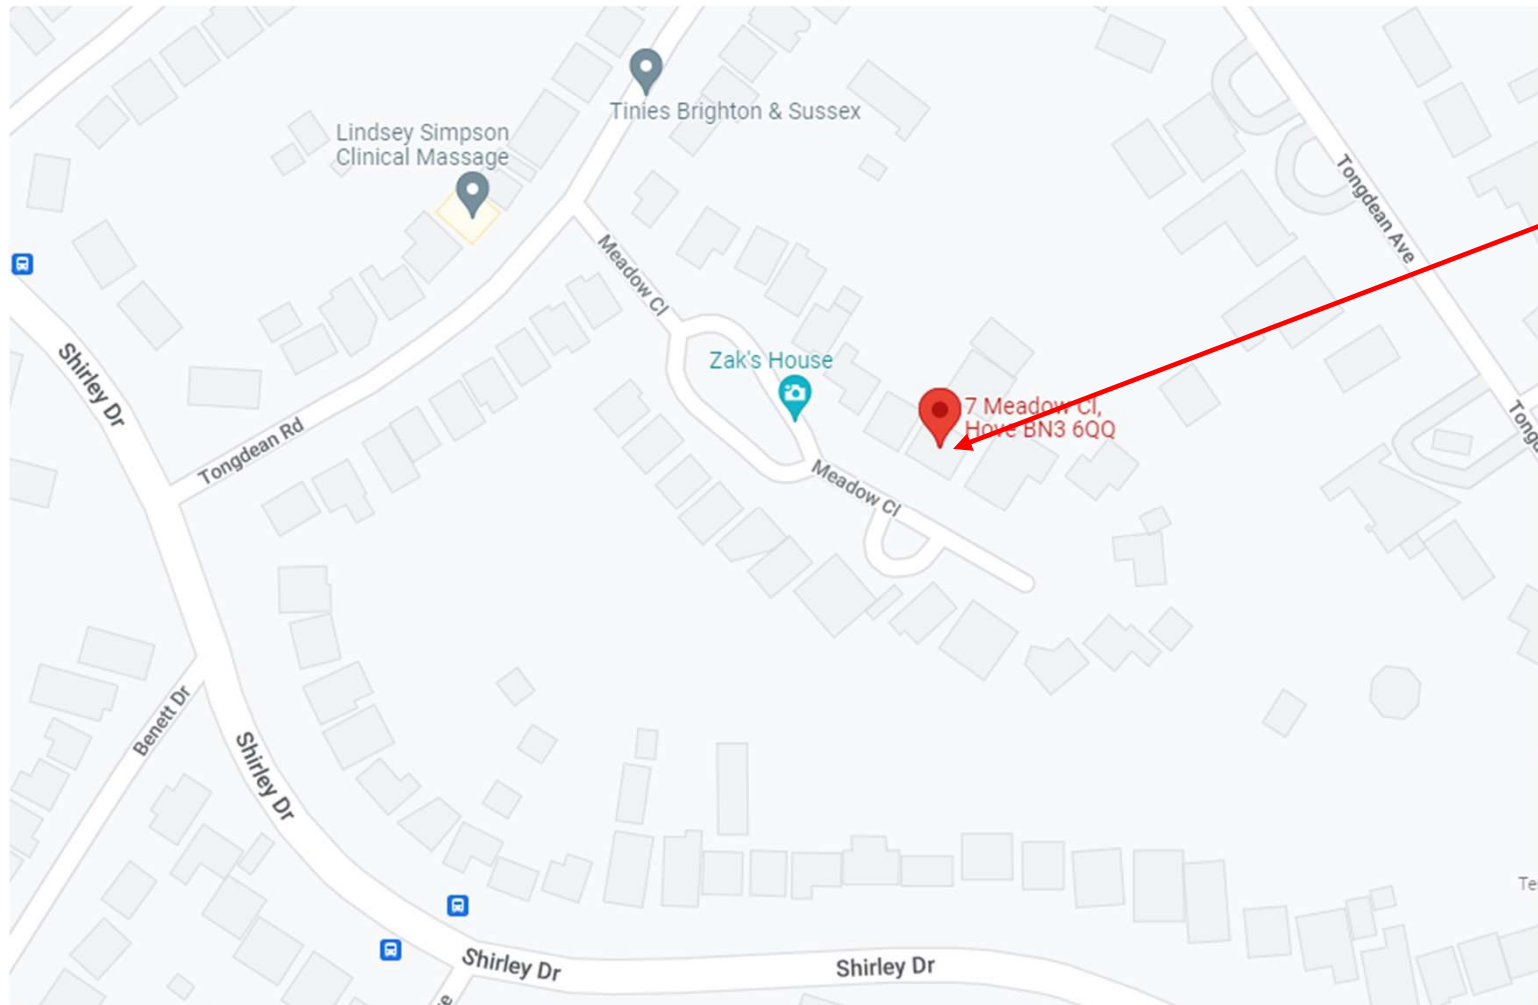 Tinies Brighton & Sussex
Lindsey Simpson
Clinical Massage
Tongdean Ave
Meadow Cl
Shirley Dr
Zak's House
7 Meadow Cl,
Hove BN3 6QQ
Tongdean Rd
Meadow Cl
Benett Dr
Shirley Dr
Shirley Dr
Shirley Dr